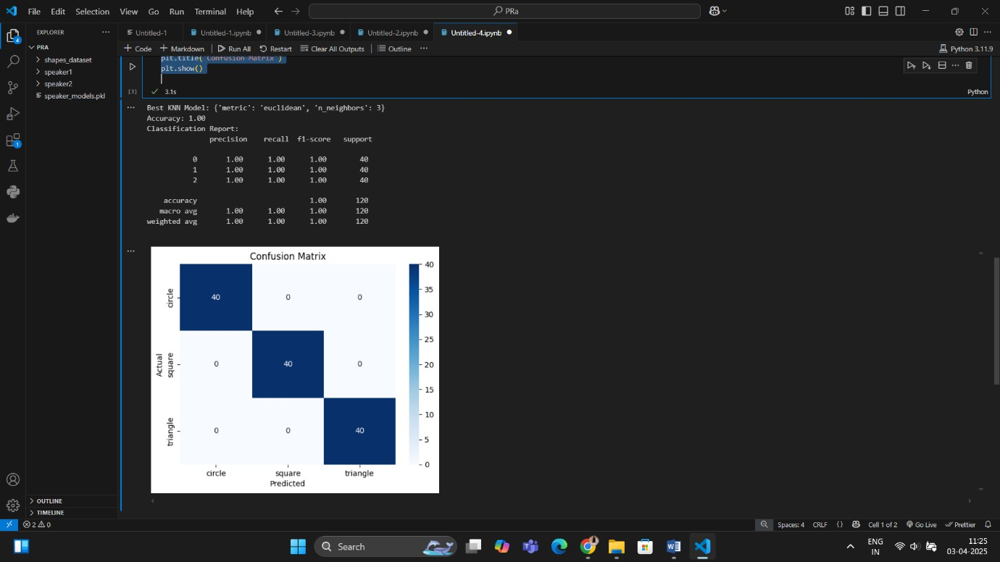 File Edit Selection View Go Run Terminal Help PRa
EXPLORER
PRA
shapes_dataset
speaker1
speaker2
speaker_models.pkl
OUTLINE
TIMELINE
Untitled-1 Untitled-1.ipynb Untitled-3.ipynb Untitled-2.ipynb Untitled-4.ipynb
Code Markdown Run All Restart Clear All Outputs Outline Python 3.11.9
plt.title('Confusion Matrix')
plt.show()
[3] 3.1s Python
Best KNN Model: {'metric': 'euclidean', 'n_neighbors': 3}
Accuracy: 1.00
Classification Report:
precision recall f1-score support
0 1.00 1.00 1.00 40
1 1.00 1.00 1.00 40
2 1.00 1.00 1.00 40
accuracy 1.00 120
macro avg 1.00 1.00 1.00 120
weighted avg 1.00 1.00 1.00 120
Confusion Matrix
Actual
circle 40 0 0
square 0 40 0
triangle 0 0 40
circle square triangle
Predicted
40
35
30
25
20
15
10
5
0
4
1
2 0 Spaces: 4 CRLF {} Cell 1 of 2 Go Live Prettier
Search ENG IN 11:25 03-04-2025